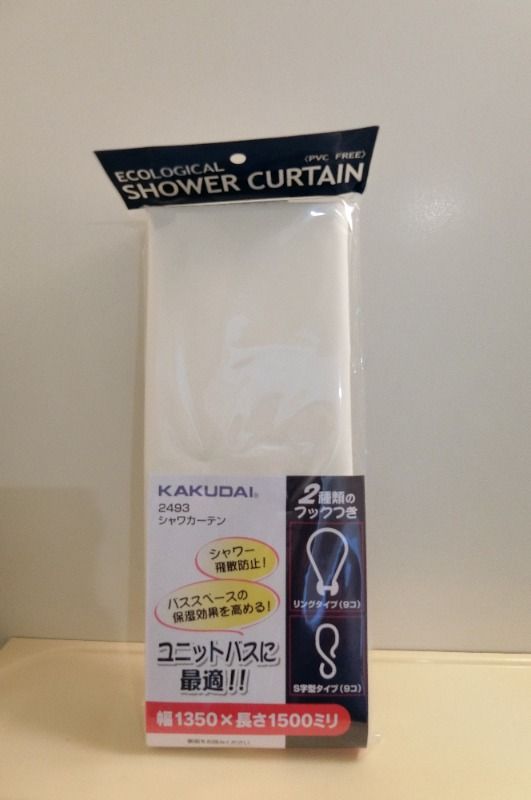 ECOLOGICAL
〈PVC FREE〉
SHOWER CURTAIN
KAKUDAI®
2493
シャワカーテン
シャワー
飛散防止!
バススペースの
保湿効果を高める!
ユニットバスに
最適!!
2種類の
フックつき
リングタイプ(9コ)
S字型タイプ(9コ)
幅1350×長さ1500ミリ